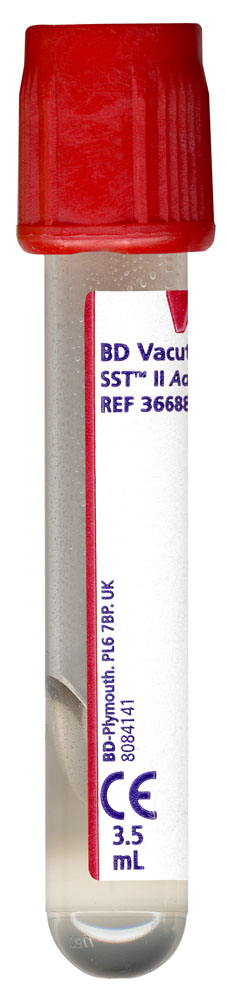 BD Vacut
SST™ II Ad
REF 36688
BD-Plymouth. PL6 7BP. UK
8084141
CE
3.5
mL